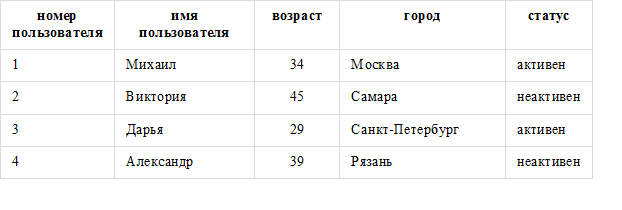 номер пользователя имя пользователя возраст город статус
1 Михаил 34 Москва активен
2 Виктория 45 Самара неактивен
3 Дарья 29 Санкт-Петербург активен
4 Александр 39 Рязань неактивен